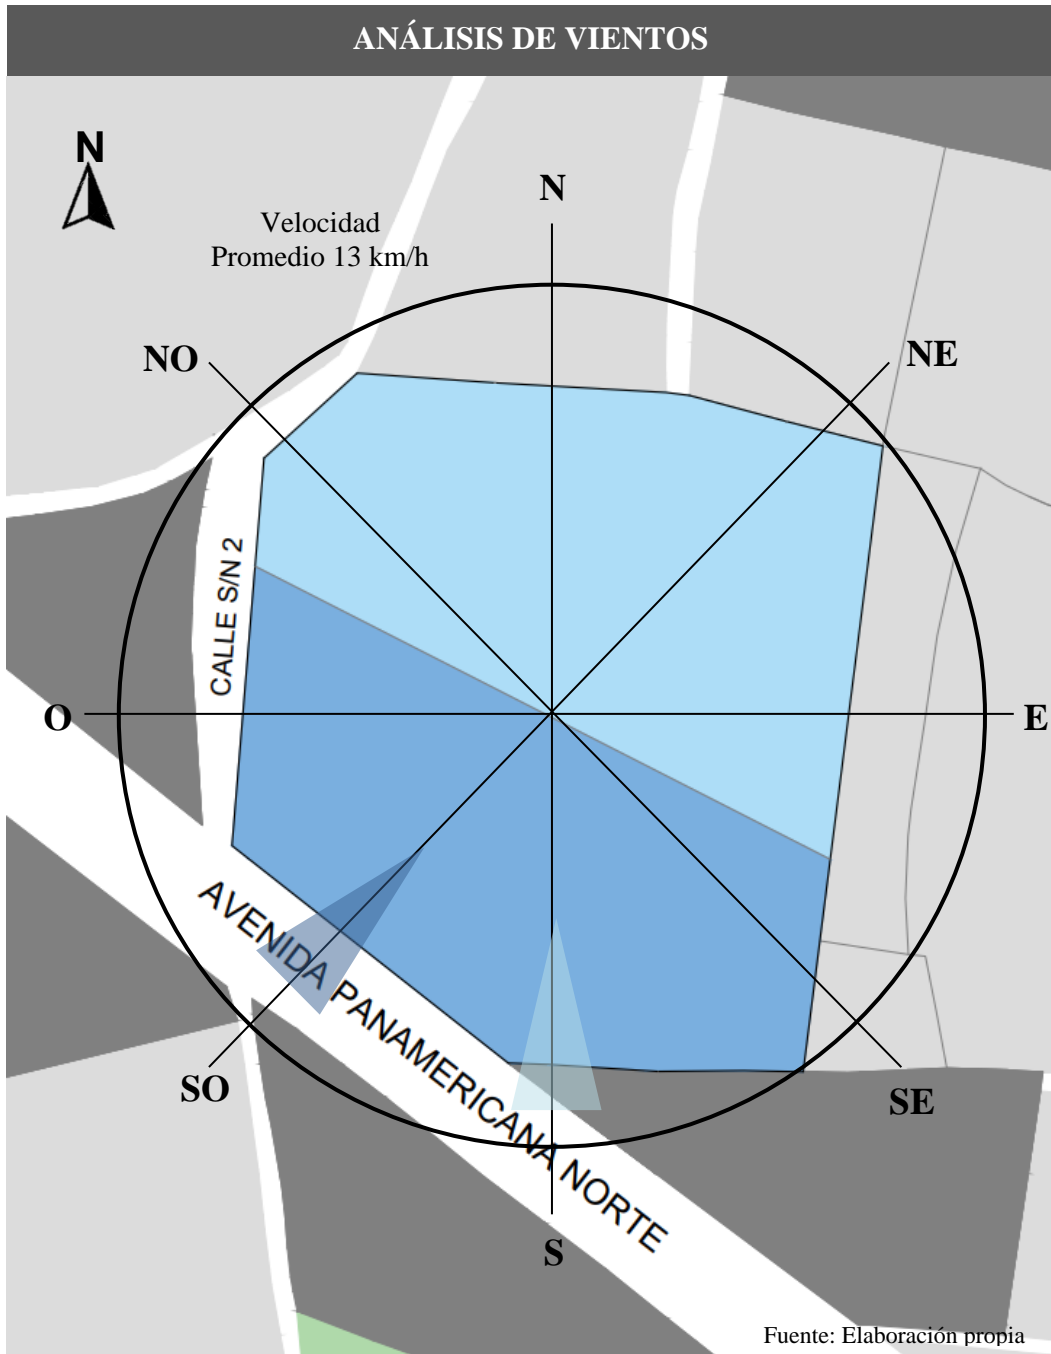 ANÁLISIS DE VIENTOS
N
N
Velocidad
Promedio 13 km/h
NO
NE
CALLE S/N 2
O
E
AVENIDA PANAMERICANA NORTE
SO
SE
S
Fuente: Elaboración propia